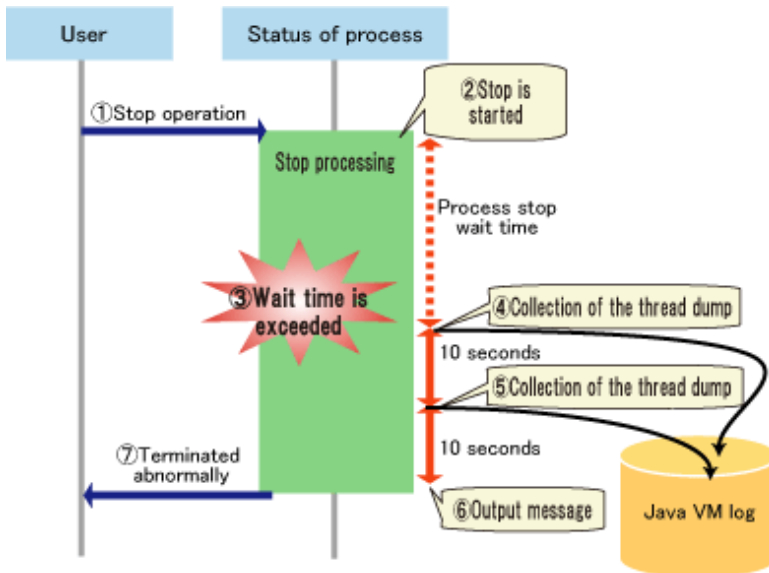 User
Status of process
①Stop operation
②Stop is
started
Stop processing
Process stop
wait time
③Wait time is
exceeded
④Collection of the thread dump
10 seconds
⑤Collection of the thread dump
10 seconds
⑦Terminated
abnormally
⑥Output message
Java VM log